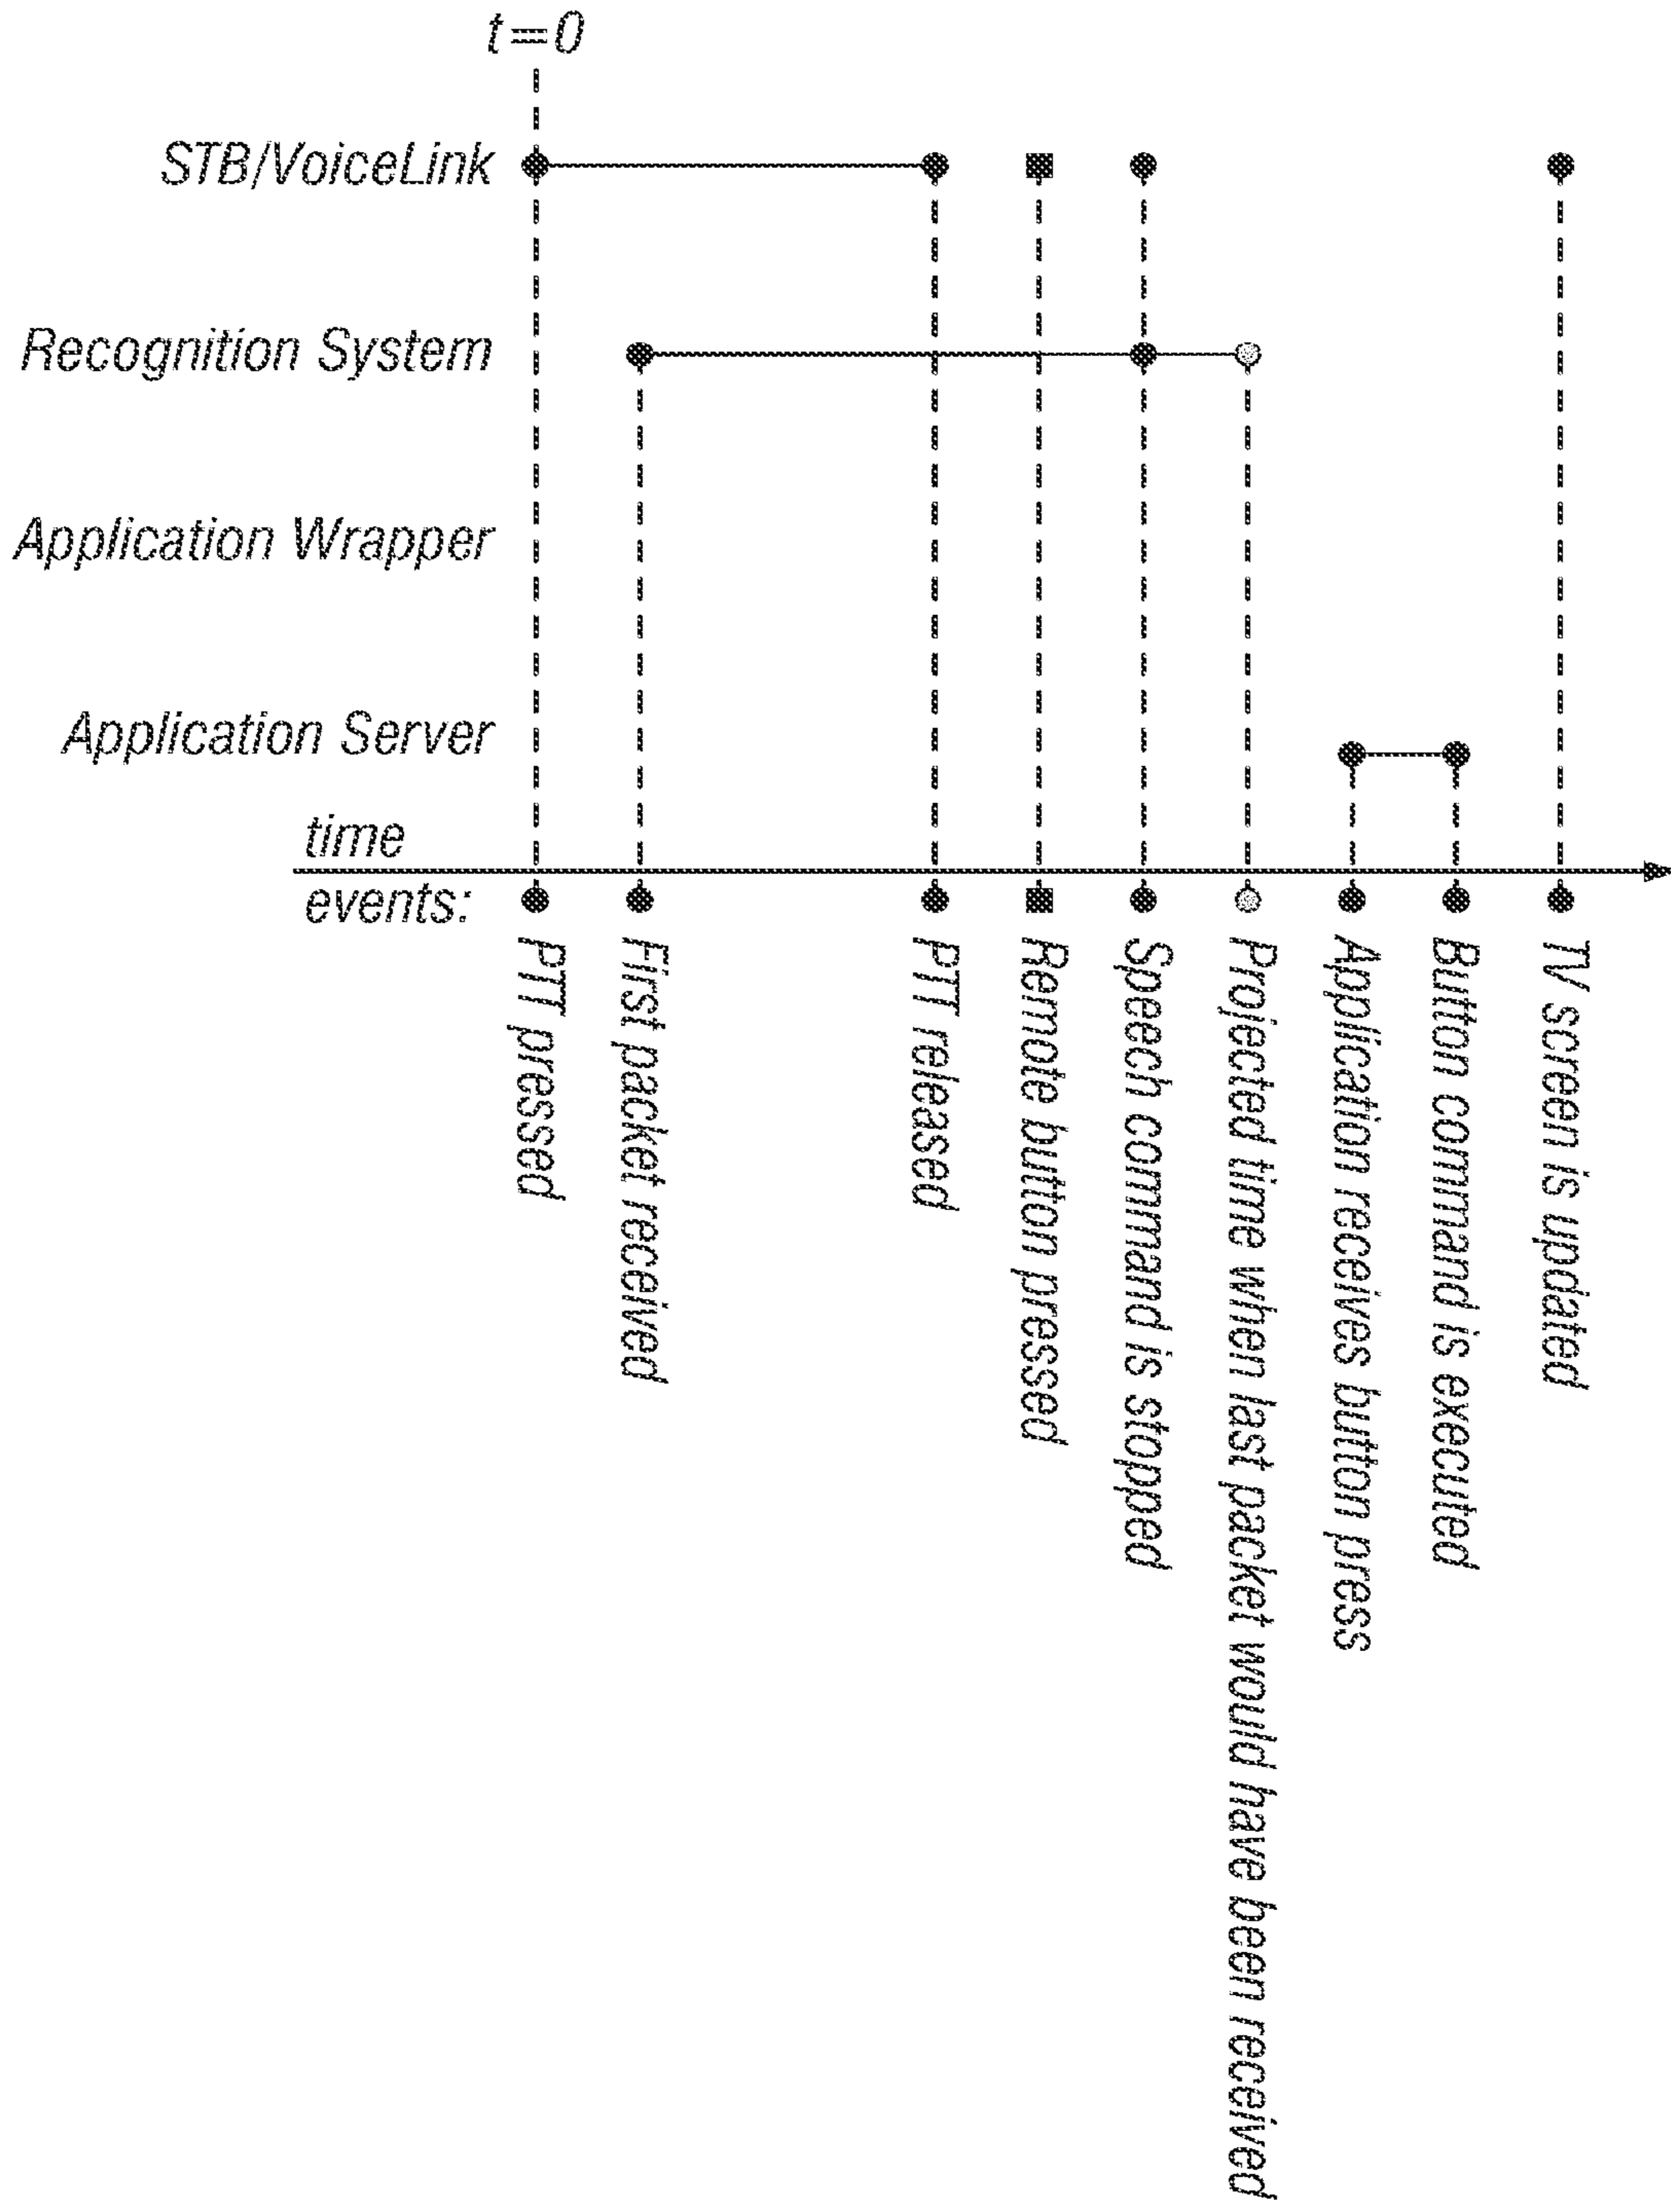 t=0
STB/VoiceLink
Recognition System
Application Wrapper
Application Server
time
events:
PTT pressed
First packet received
PTT released
Remote button pressed
Speech command is stopped
Projected time when last packet would have been received
Application receives button press
Button command is executed
TV screen is updated